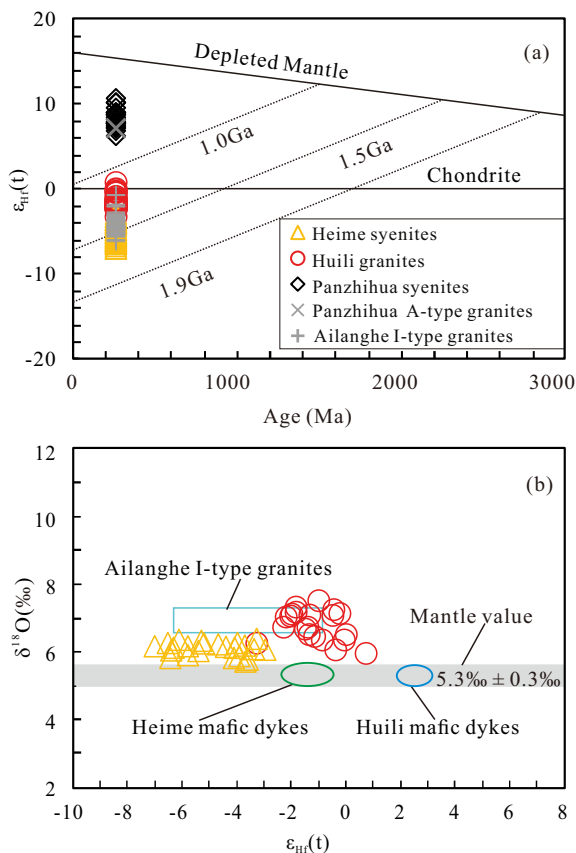 20
(a)
Depleted Mantle
10
1.0Ga
1.5Ga
0
Chondrite
εHf(t)
Heime syenites
Huili granites
-10
1.9Ga
Panzhihua syenites
Panzhihua A-type granites
Ailanghe I-type granites
-20
0
1000
2000
3000
Age (Ma)
12
(b)
10
Ailanghe I-type granites
8
Mantle value
δ¹⁸O(‰)
6
5.3‰ ± 0.3‰
4
Heime mafic dykes
Huili mafic dykes
2
-10
-8
-6
-4
-2
0
2
4
6
8
εHf(t)